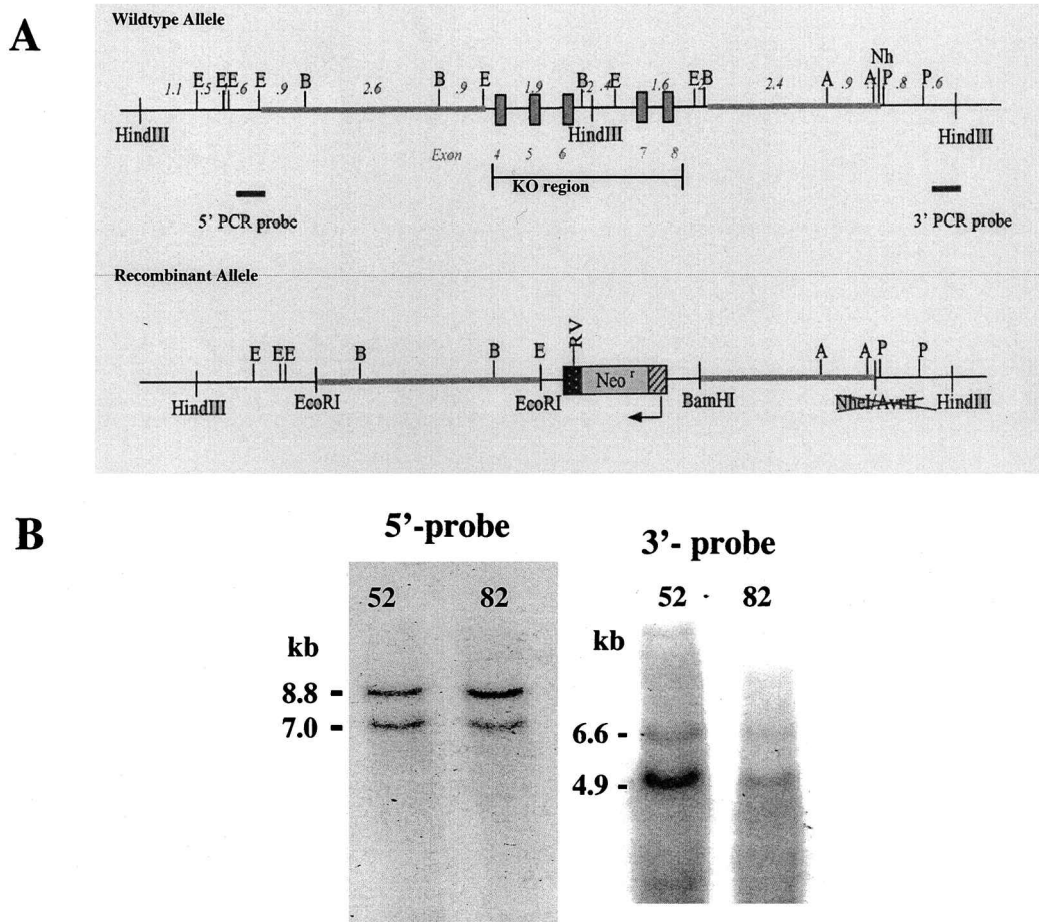 A
Wildtype Allele
E E E E B B E B E E B A A Nh P P
1.1 .5 .6 .9 2.6 .9 1.9 .2 .4 1.6 2.4 .9 .8 .6
HindIII HindIII HindIII
Exon 4 5 6 7 8
KO region
5' PCR probe 3' PCR probe
Recombinant Allele
E E E B B E RV A A P P
Neo r
HindIII EcoRI EcoRI BamHI NheI/AvrII HindIII
B
5'-probe 3'- probe
52 82 52 82
kb kb
8.8 -
7.0 -
6.6 -
4.9 -